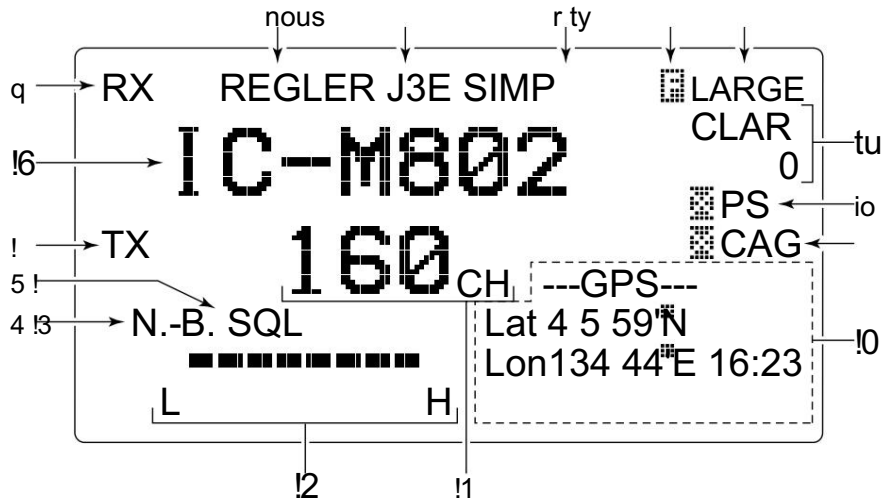 nous r ty
q RX REGLER J3E SIMP LARGE
CLAR
tu
0
!6 IC-M802
PS io
! TX 160 CH CAG
5 ! ---GPS---
4 !3 N.-B. SQL Lat 4 5 59'N
!0
Lon134 44'E 16:23
L H
!2 !1